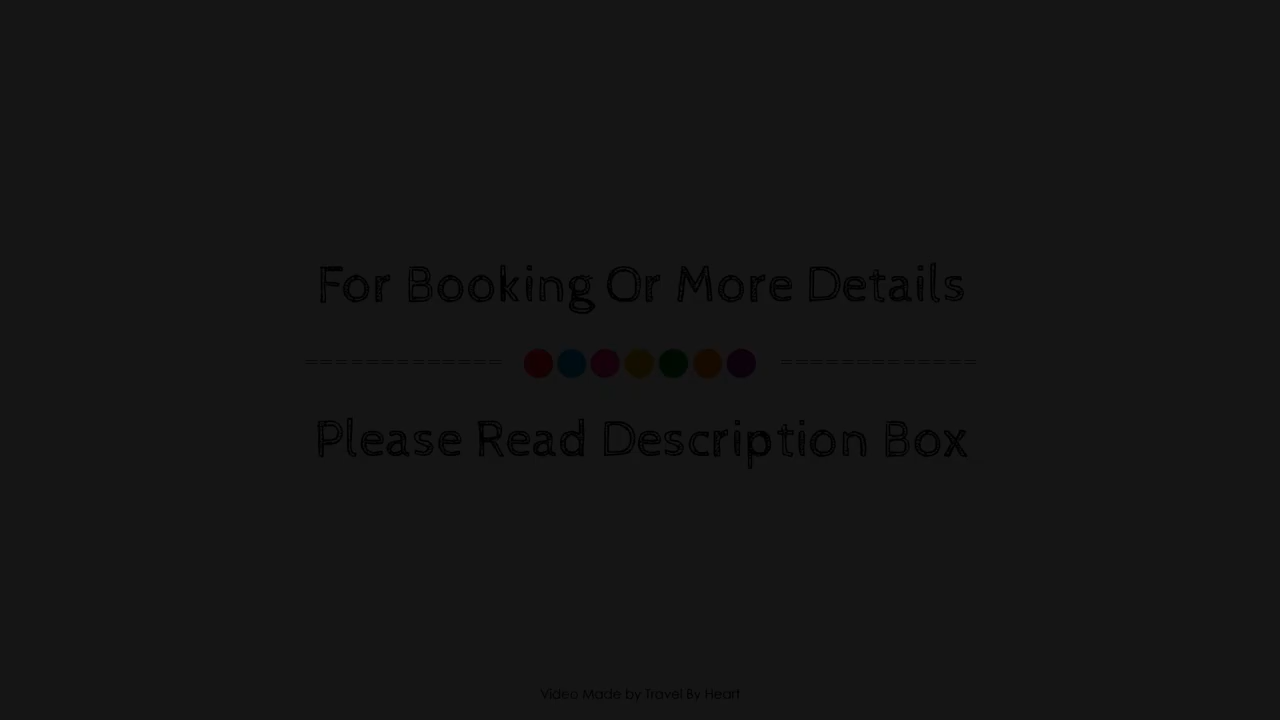 For Booking Or More Details
============= =============
Please Read Description Box
Video Made by Travel By Heart